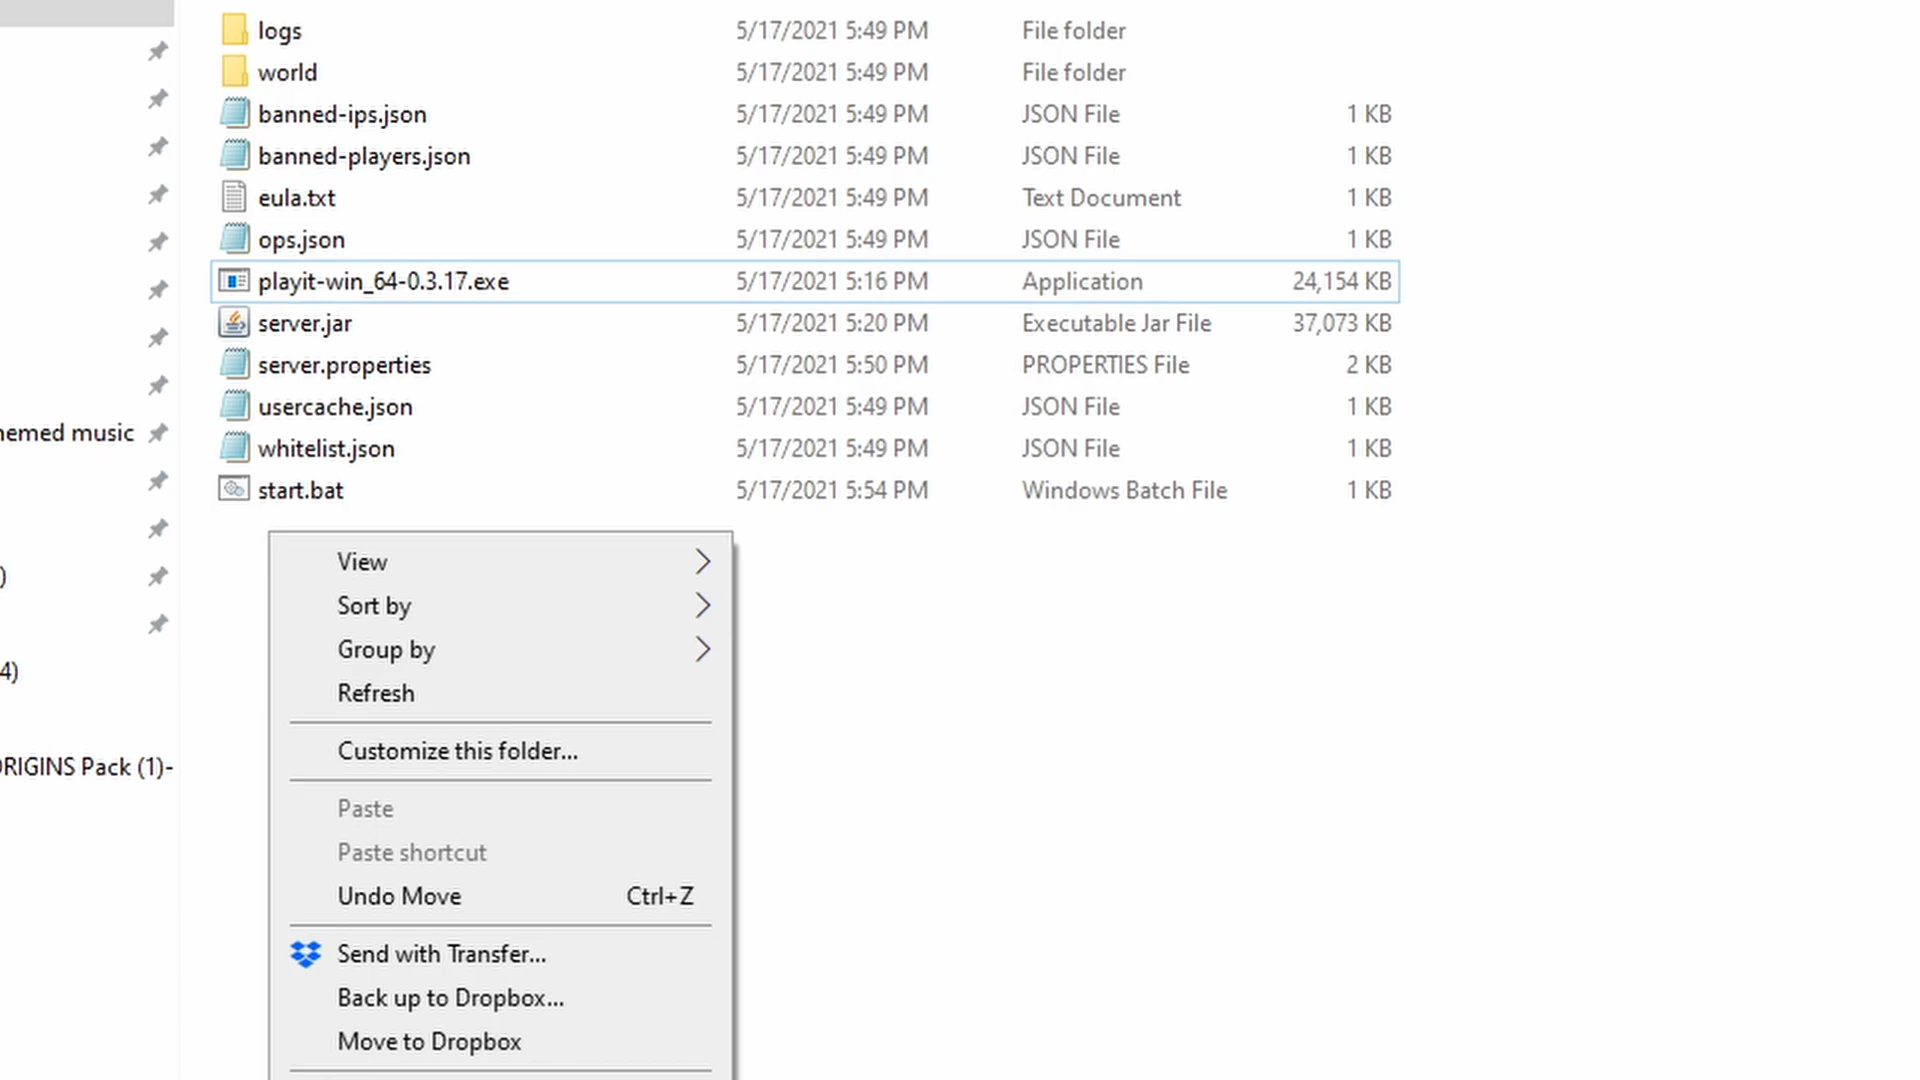 logs 5/17/2021 5:49 PM File folder
world 5/17/2021 5:49 PM File folder
banned-ips.json 5/17/2021 5:49 PM JSON File 1 KB
banned-players.json 5/17/2021 5:49 PM JSON File 1 KB
eula.txt 5/17/2021 5:49 PM Text Document 1 KB
ops.json 5/17/2021 5:49 PM JSON File 1 KB
playit-win_64-0.3.17.exe 5/17/2021 5:16 PM Application 24,154 KB
server.jar 5/17/2021 5:20 PM Executable Jar File 37,073 KB
server.properties 5/17/2021 5:50 PM PROPERTIES File 2 KB
usercache.json 5/17/2021 5:49 PM JSON File 1 KB
hemed music
whitelist.json 5/17/2021 5:49 PM JSON File 1 KB
start.bat 5/17/2021 5:54 PM Windows Batch File 1 KB
View
)
Sort by
Group by
4)
Refresh
Customize this folder...
RIGINS Pack (1)-
Paste
Paste shortcut
Undo Move Ctrl+Z
Send with Transfer...
Back up to Dropbox...
Move to Dropbox